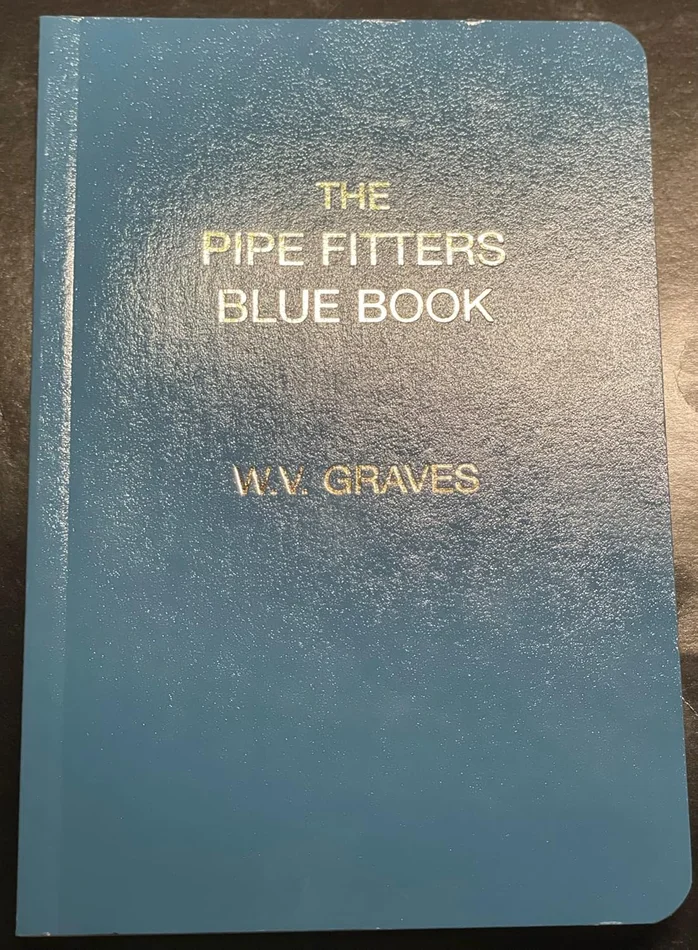 THE
PIPE FITTERS
BLUE BOOK
W.V. GRAVES